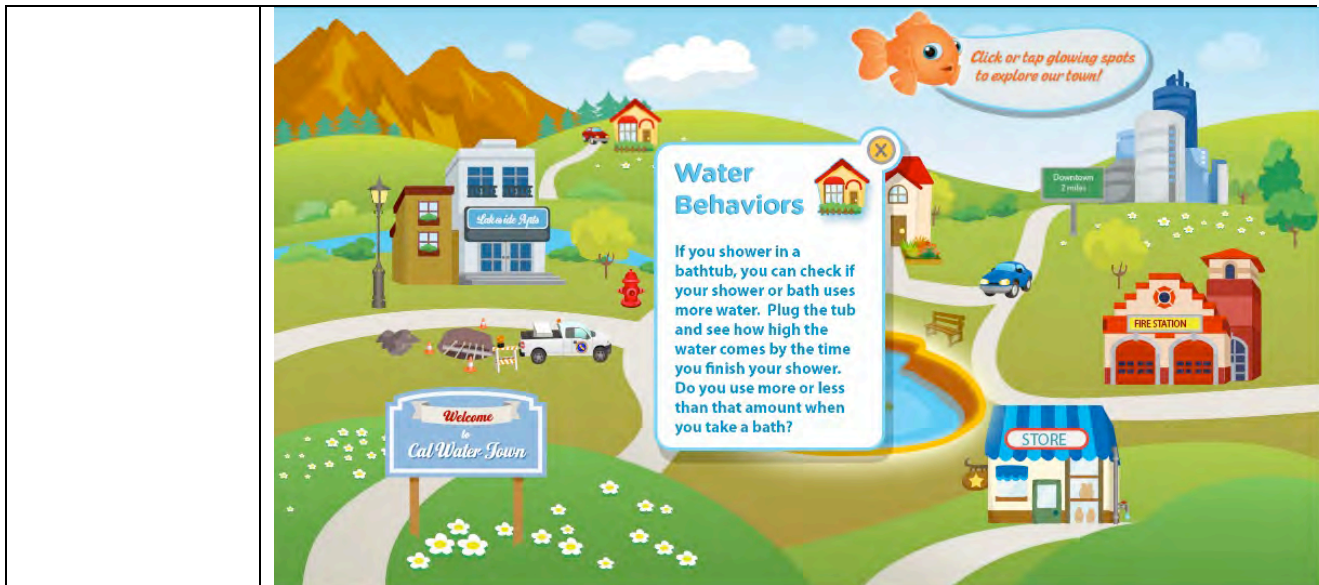 Click or tap glowing spots
to explore our town!
Water
Behaviors
X
If you shower in a
bathtub, you can check if
your shower or bath uses
more water. Plug the tub
and see how high the
water comes by the time
you finish your shower.
Do you use more or less
than that amount when
you take a bath?
Lakeside Apts
Downtown
2 miles
FIRE STATION
Welcome
to
Cal Water Town
STORE